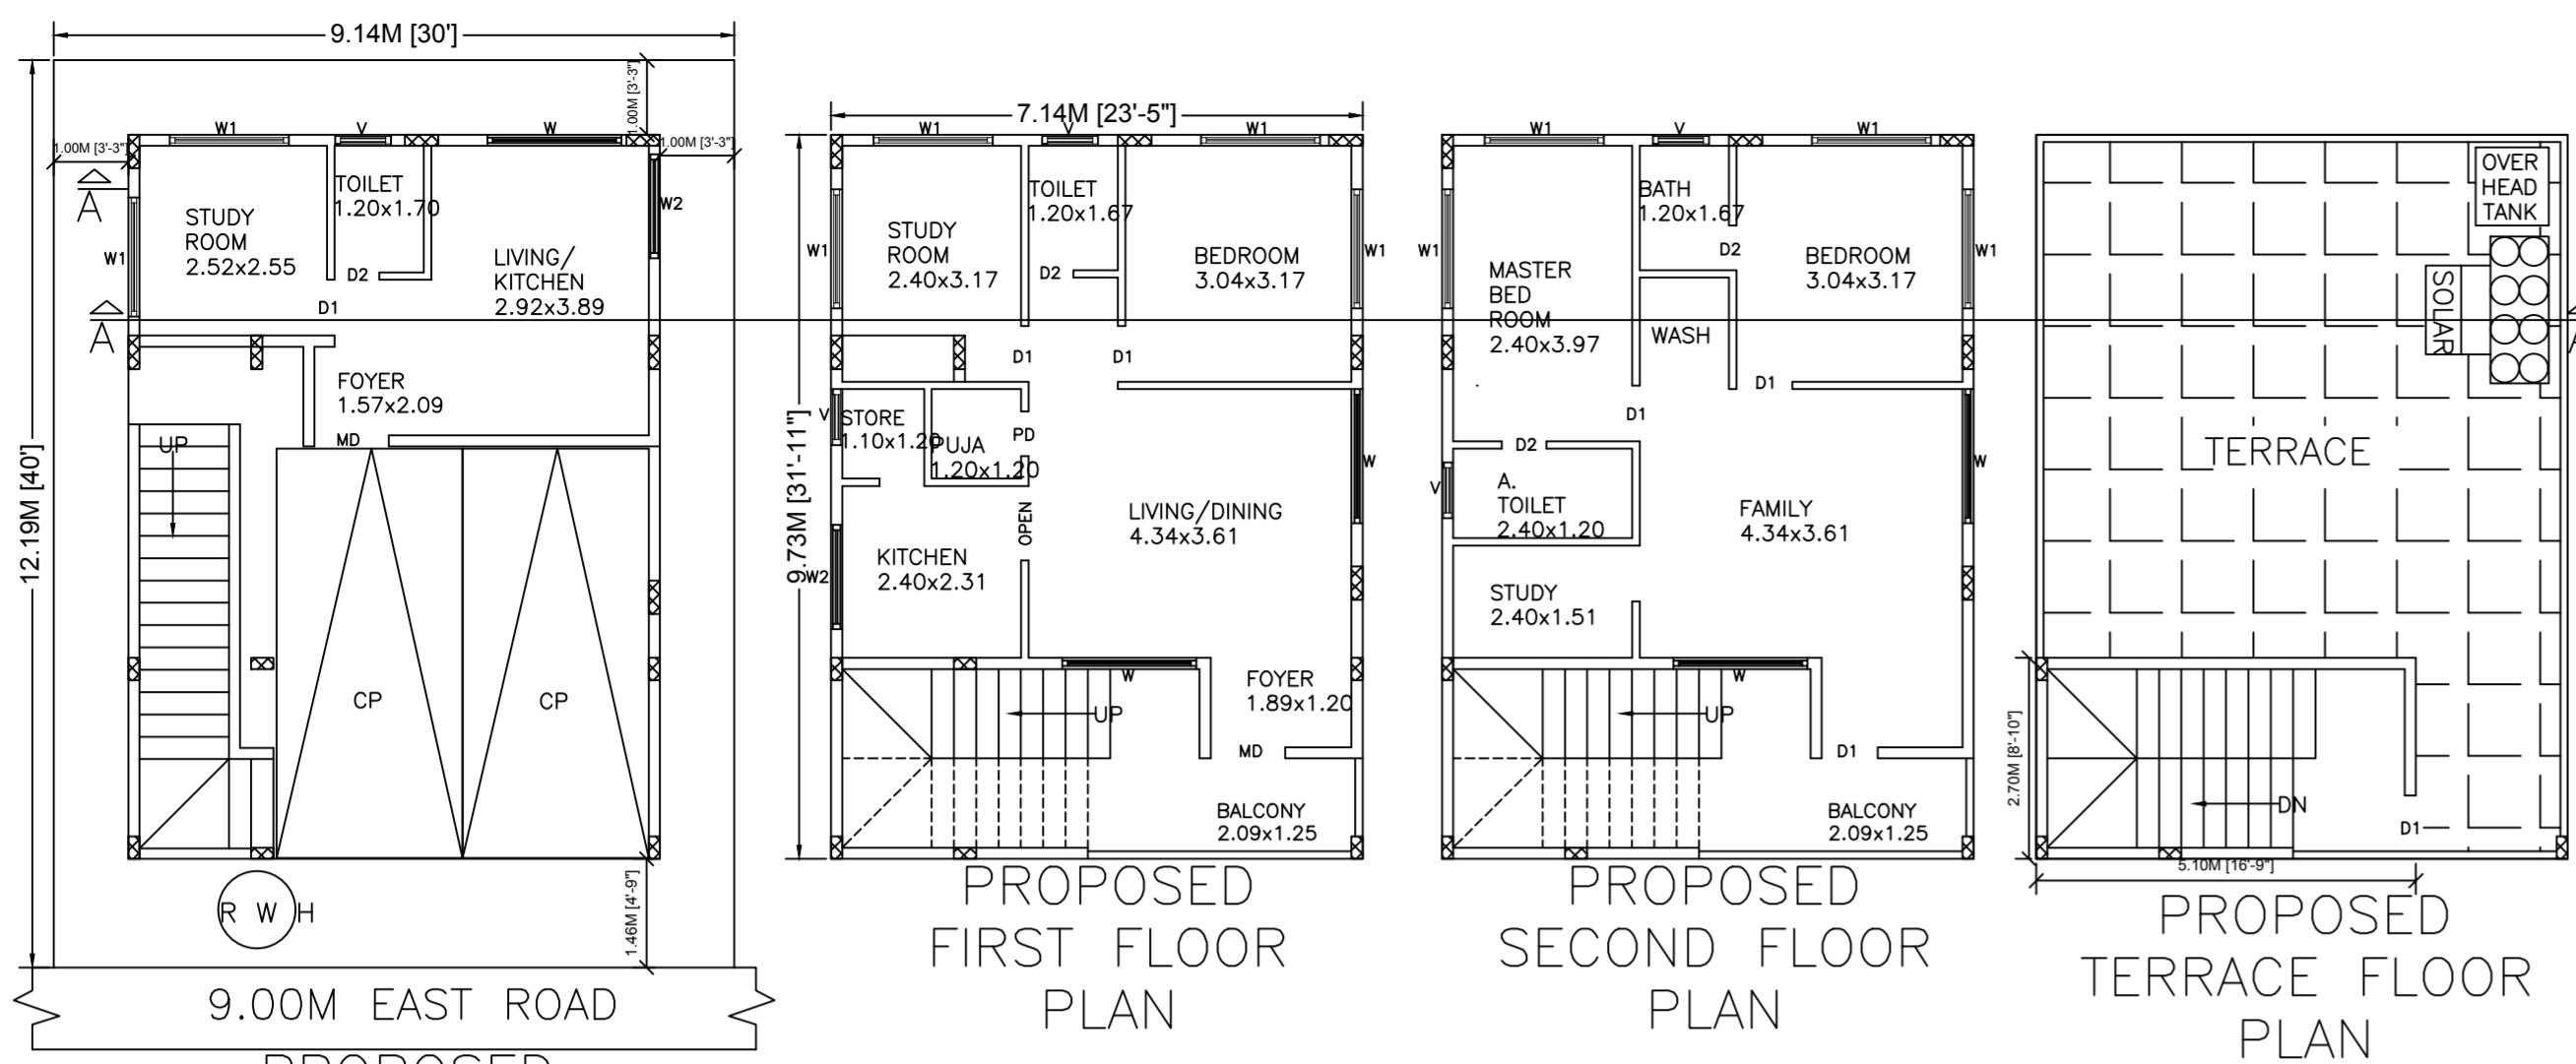 9.14M [30']
12.19M [40']
1.00M [3'-3"]
1.00M [3'-3"]
1.00M [3'-3"]
W1
V
W
A
A
W1
W2
STUDY
ROOM
2.52x2.55
TOILET
1.20x1.70
D2
D1
LIVING/
KITCHEN
2.92x3.89
FOYER
1.57x2.09
MD
UP
CP
CP
R W H
1.46M [4'-9"]
9.00M EAST ROAD
PROPOSED
7.14M [23'-5"]
9.73M [31'-11"]
W1
V
W1
W1
W1
STUDY
ROOM
2.40x3.17
TOILET
1.20x1.67
D2
BEDROOM
3.04x3.17
D1
D1
V
STORE
1.10x1.20
PUJA
1.20x1.20
PD
OPEN
W
LIVING/DINING
4.34x3.61
W2
KITCHEN
2.40x2.31
W
FOYER
1.89x1.20
UP
MD
BALCONY
2.09x1.25
PROPOSED
FIRST FLOOR
PLAN
W1
V
W1
W1
W1
MASTER
BED
ROOM
2.40x3.97
BATH
1.20x1.67
D2
BEDROOM
3.04x3.17
WASH
D1
D1
D2
V
A.
TOILET
2.40x1.20
W
FAMILY
4.34x3.61
STUDY
2.40x1.51
W
UP
D1
BALCONY
2.09x1.25
PROPOSED
SECOND FLOOR
PLAN
OVER
HEAD
TANK
SOLAR
A
TERRACE
2.70M [8'-10"]
DN
D1
5.10M [16'-9"]
PROPOSED
TERRACE FLOOR
PLAN